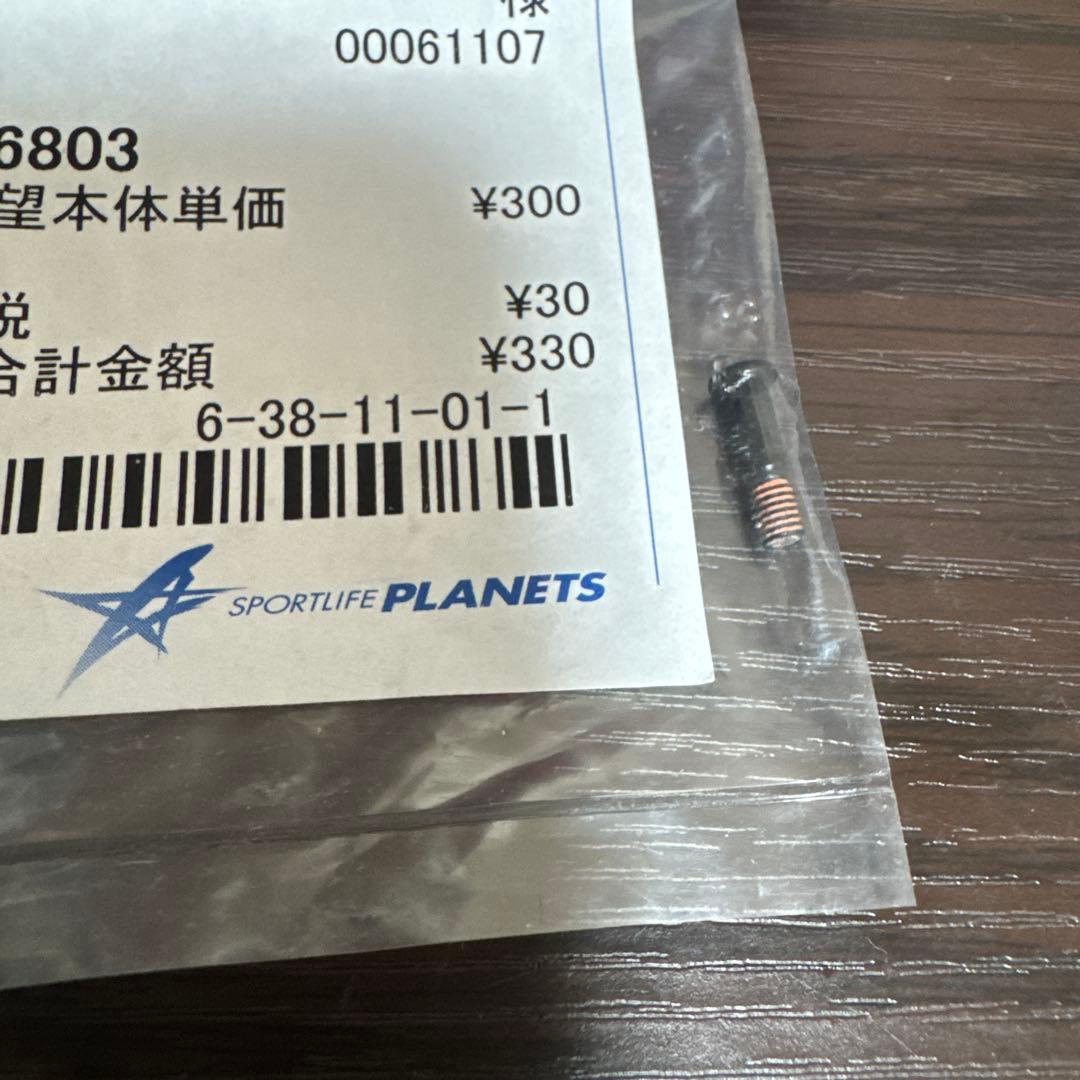 様
00061107
6803
望本体単価 ¥300
税 ¥30
合計金額 ¥330
6-38-11-01-1
SPORTLIFE PLANETS